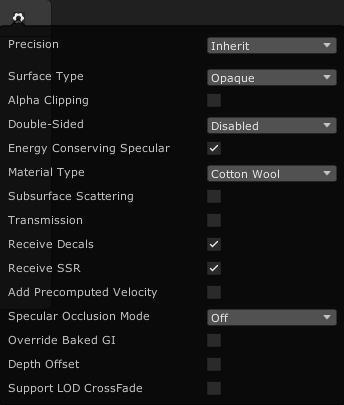 Precision Inherit
Surface Type Opaque
Alpha Clipping
Double-Sided Disabled
Energy Conserving Specular
Material Type Cotton Wool
Subsurface Scattering
Transmission
Receive Decals
Receive SSR
Add Precomputed Velocity
Specular Occlusion Mode Off
Override Baked GI
Depth Offset
Support LOD CrossFade